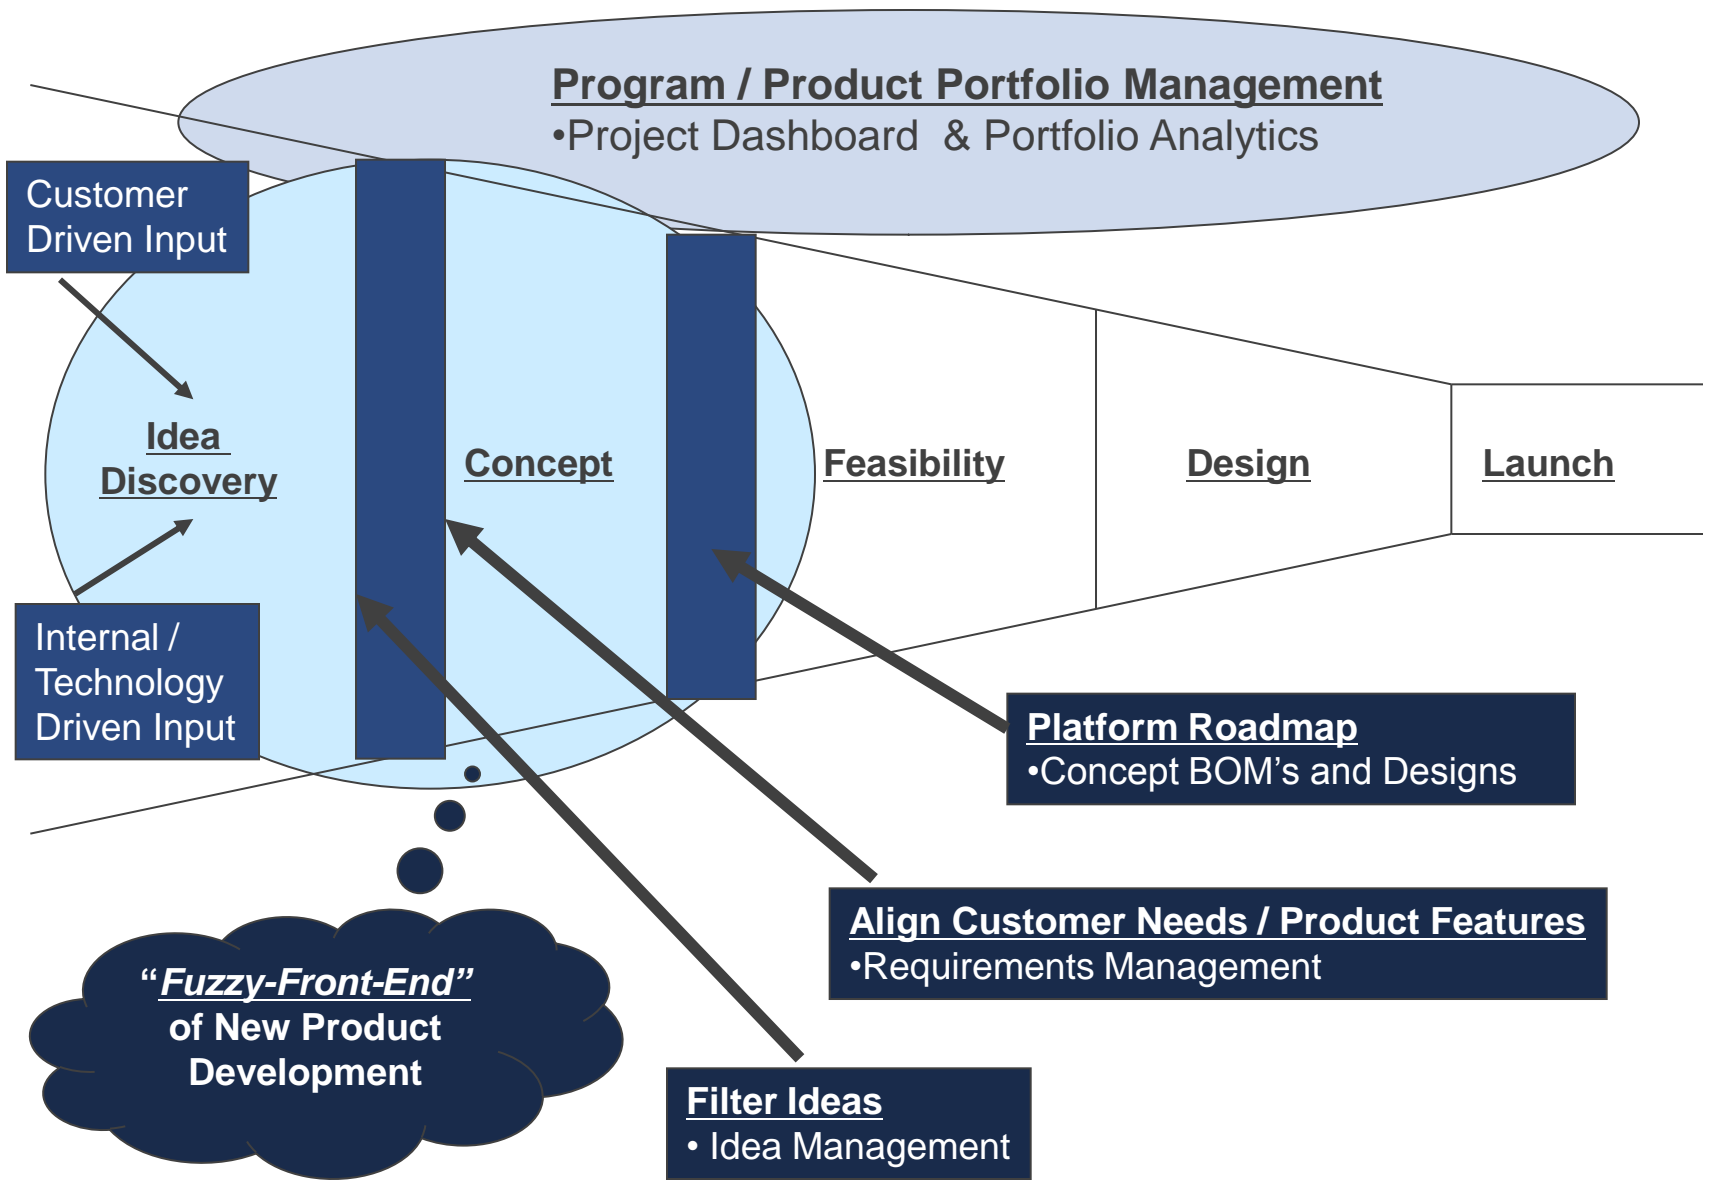 Program / Product Portfolio Management
•Project Dashboard & Portfolio Analytics
Customer
Driven Input
Idea
Discovery
Concept
Feasibility
Design
Launch
Internal /
Technology
Driven Input
Platform Roadmap
•Concept BOM’s and Designs
Align Customer Needs / Product Features
•Requirements Management
“Fuzzy-Front-End”
of New Product
Development
Filter Ideas
• Idea Management